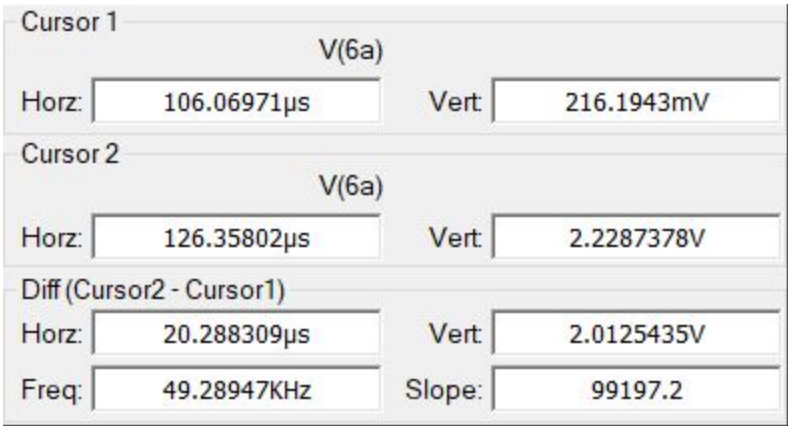 Cursor 1
V(6a)
Horz: 106.06971µs Vert: 216.1943mV
Cursor 2
V(6a)
Horz: 126.35802µs Vert: 2.2287378V
Diff (Cursor2 - Cursor1)
Horz: 20.288309µs Vert: 2.0125435V
Freq: 49.28947KHz Slope: 99197.2